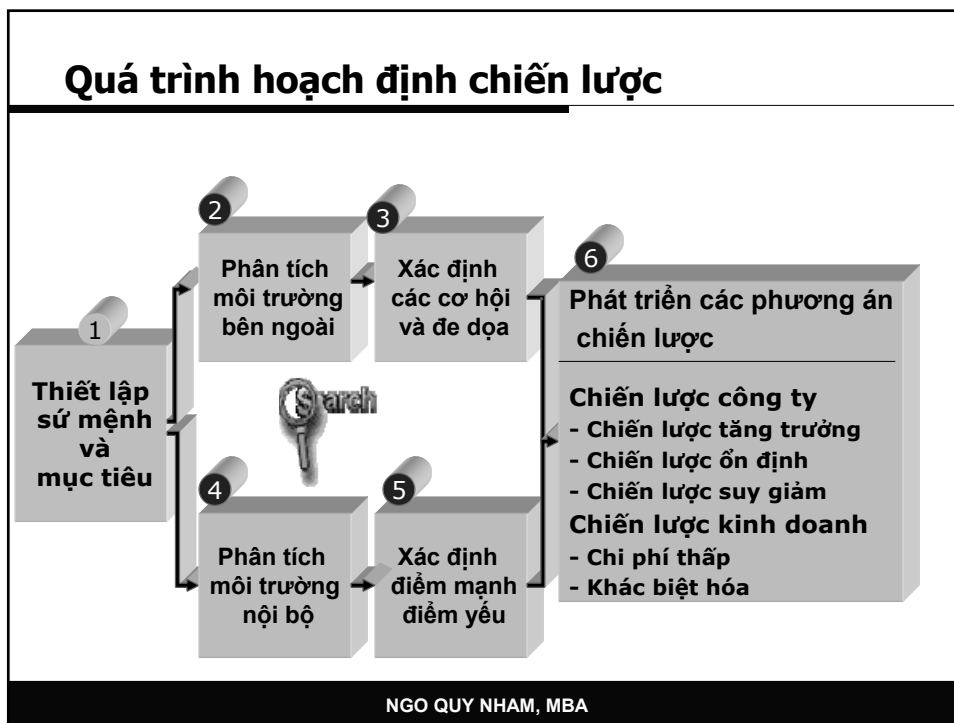 Quá trình hoạch định chiến lược
1
Thiết lập
sứ mệnh
và
mục tiêu
2
Phân tích
môi trường
bên ngoài
3
Xác định
các cơ hội
và đe dọa
Search
4
Phân tích
môi trường
nội bộ
5
Xác định
điểm mạnh
điểm yếu
6
Phát triển các phương án
chiến lược
Chiến lược công ty
- Chiến lược tăng trưởng
- Chiến lược ổn định
- Chiến lược suy giảm
Chiến lược kinh doanh
- Chi phí thấp
- Khác biệt hóa
NGO QUY NHAM, MBA